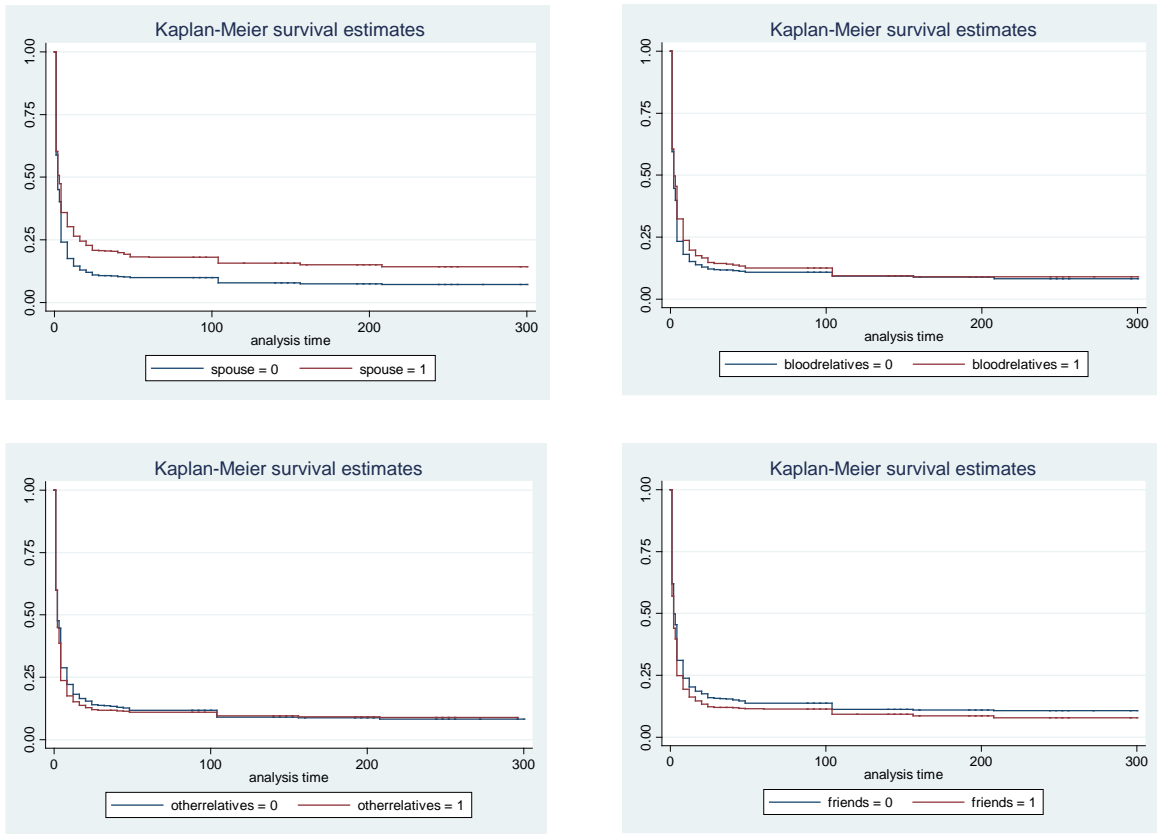 Kaplan-Meier survival estimates
1.00
0.75
0.50
0.25
0.00
0 100 200 300
analysis time
spouse = 0 spouse = 1
Kaplan-Meier survival estimates
1.00
0.75
0.50
0.25
0.00
0 100 200 300
analysis time
bloodrelatives = 0 bloodrelatives = 1
Kaplan-Meier survival estimates
1.00
0.75
0.50
0.25
0.00
0 100 200 300
analysis time
otherrelatives = 0 otherrelatives = 1
Kaplan-Meier survival estimates
1.00
0.75
0.50
0.25
0.00
0 100 200 300
analysis time
friends = 0 friends = 1